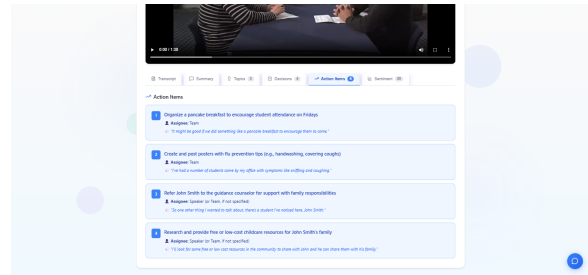 0:00 / 1:30
Transcript
Summary
Topics
Decisions
Action Items
Sentiment
Action Items
1
Organize a pancake breakfast to encourage student attendance on Fridays
Assignee: Team
"It might be good if we did something like a pancake breakfast to encourage them to come."
2
Create and post posters with flu prevention tips (e.g., handwashing, covering coughs)
Assignee: Team
"I've had a number of students come by my office with symptoms like sniffling and coughing."
3
Refer John Smith to the guidance counselor for support with family responsibilities
Assignee: Speaker (or Team, if not specified)
"So one other thing I wanted to talk about, there's a student I've noticed here, John Smith."
4
Research and provide free or low-cost childcare resources for John Smith's family
Assignee: Speaker (or Team, if not specified)
"I'll look for some free or low cost resources in the community to share with John and he can share them with his family."